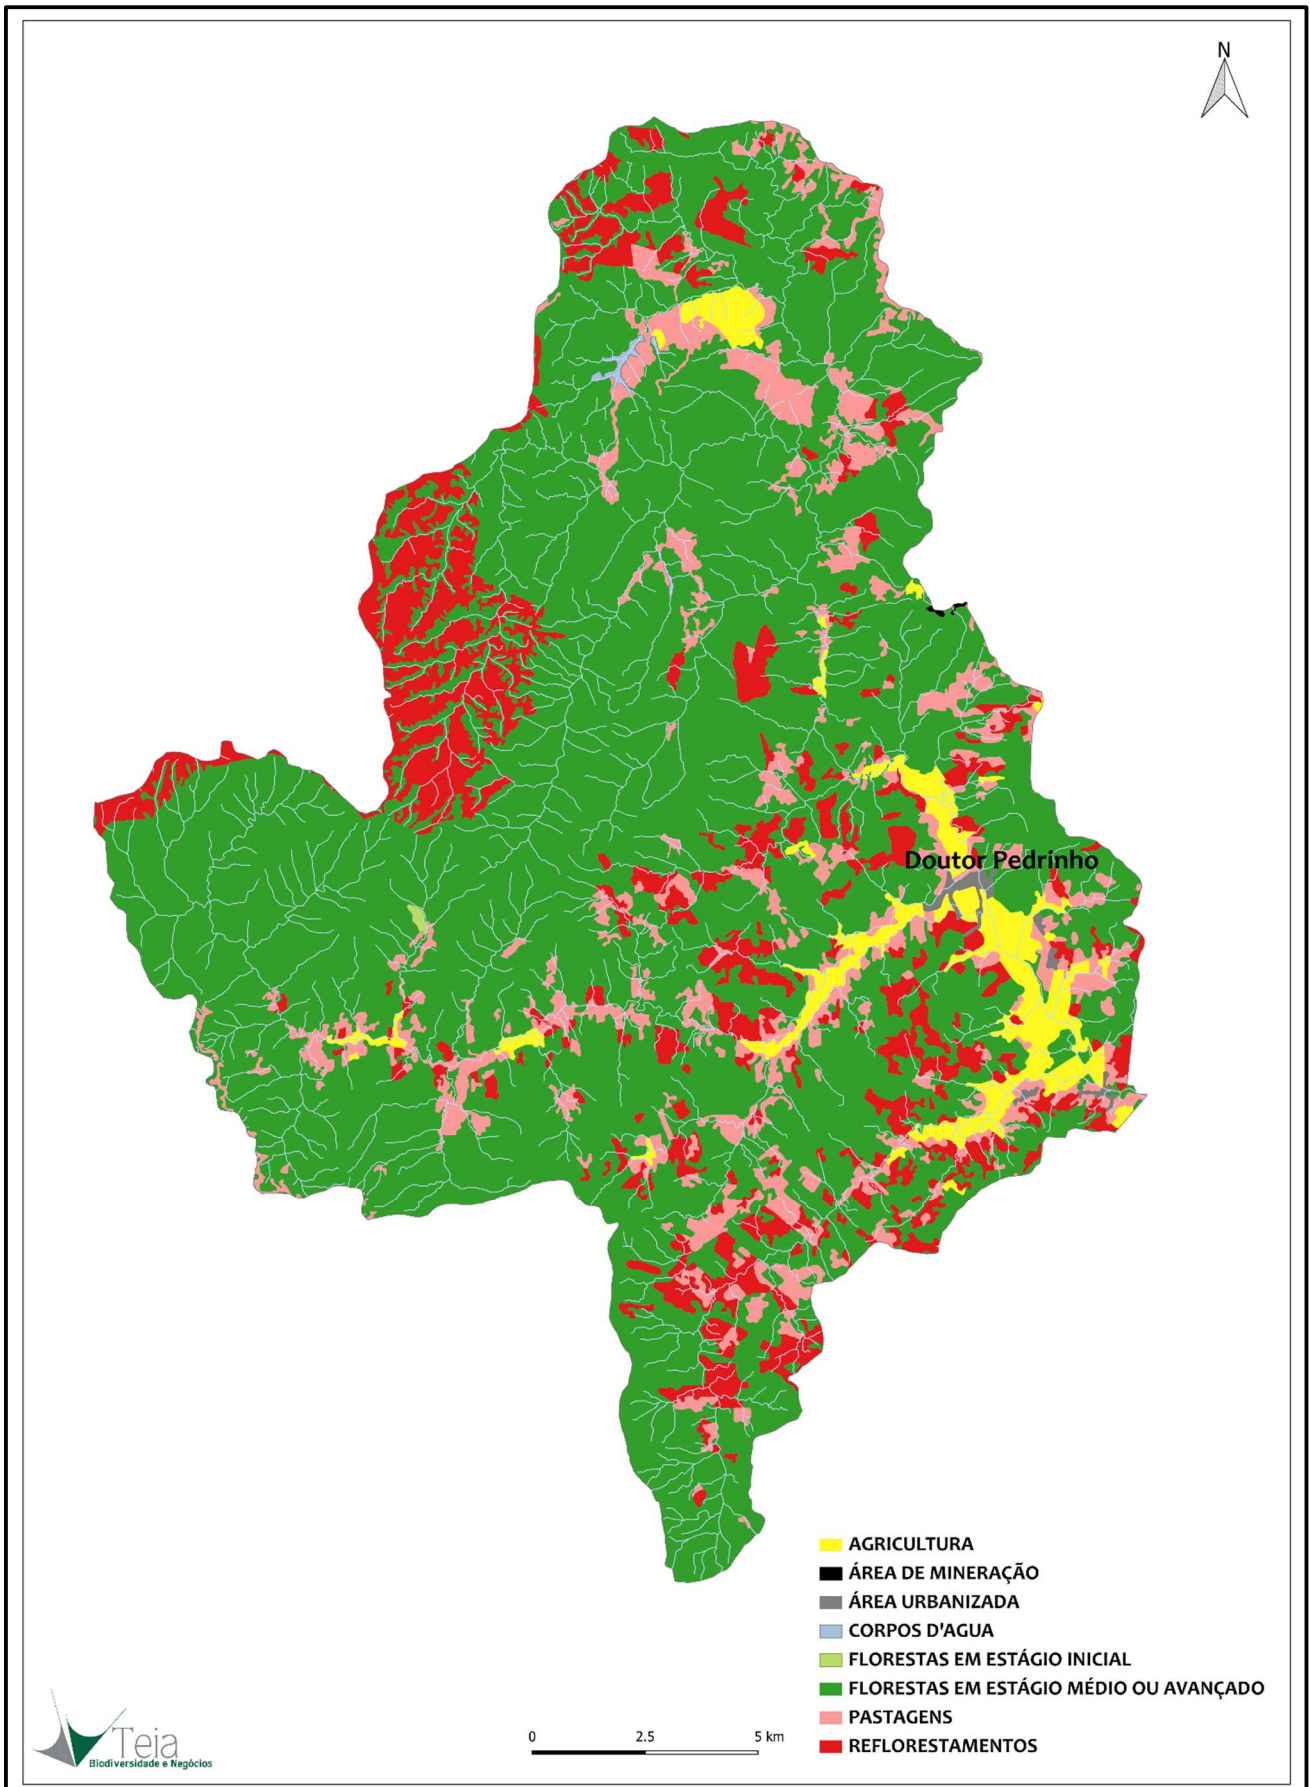 N
Doutor Pedrinho
AGRICULTURA
ÁREA DE MINERAÇÃO
ÁREA URBANIZADA
CORPOS D'AGUA
FLORESTAS EM ESTÁGIO INICIAL
FLORESTAS EM ESTÁGIO MÉDIO OU AVANÇADO
PASTAGENS
REFLORESTAMENTOS
0 2.5 5 km
Teia
Biodiversidade e Negócios